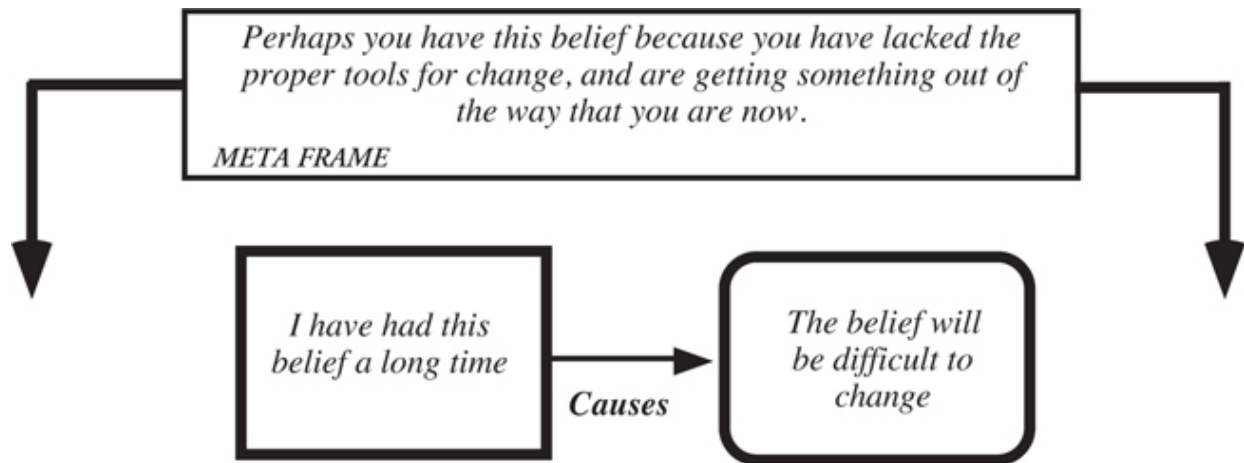 Perhaps you have this belief because you have lacked the
proper tools for change, and are getting something out of
the way that you are now.
META FRAME
I have had this
belief a long time
Causes
The belief will
be difficult to
change